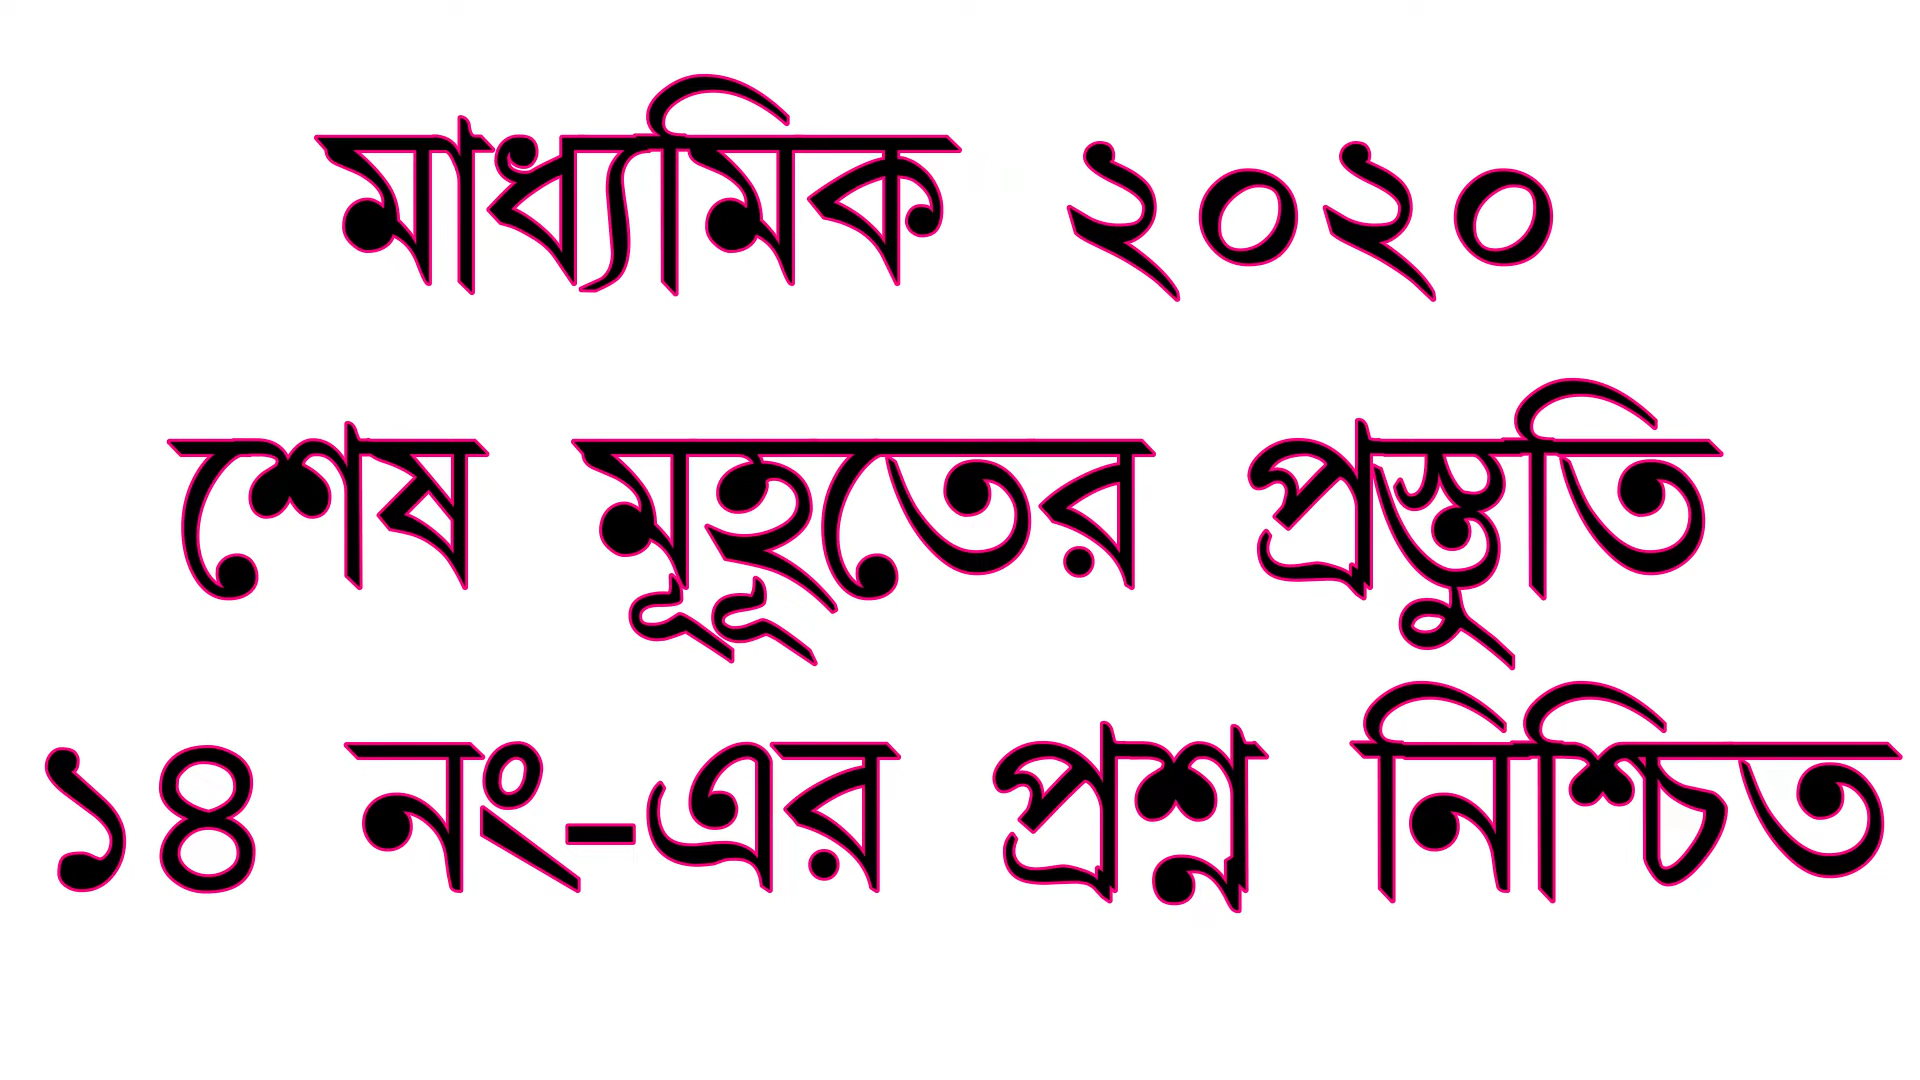 মাধ্যমিক ২০২০
শেষ মূহূতের প্রস্তুতি
১৪ নং-এর প্রশ্ন নিশ্চিত